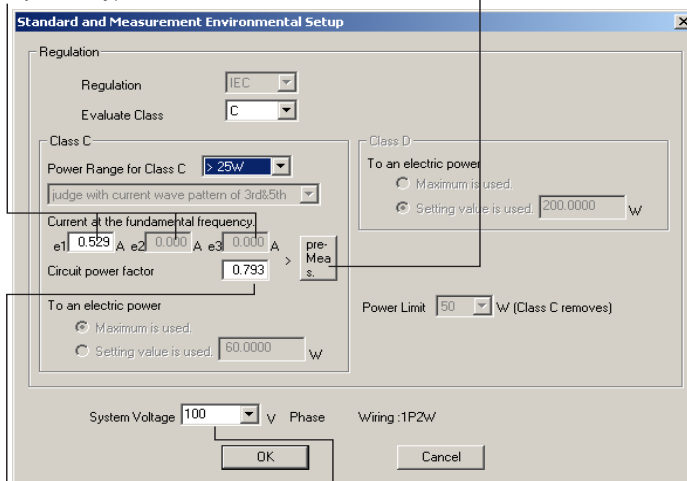 Standard and Measurement Environmental Setup
Regulation
Regulation IEC
Evaluate Class C
Class C
Power Range for Class C > 25W
judge with current wave pattern of 3rd&5th
Current at the fundamental frequency.
e1 0.529 A e2 0.000 A e3 0.000 A
Circuit power factor 0.793
> pre-
Mea
s.
To an electric power
Maximum is used.
Setting value is used. 60.0000 W
Class D
To an electric power
Maximum is used.
Setting value is used. 200.0000 W
Power Limit 50 W (Class C removes)
System Voltage 100 V Phase Wiring :1P2W
OK Cancel